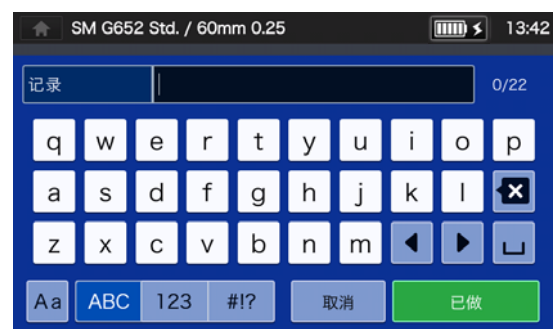 SM G652 Std. / 60mm 0.25 13:42
记录 0/22
q w e r t y u i o p
a s d f g h j k l
z x c v b n m
Aa ABC 123 #!? 取消 已做